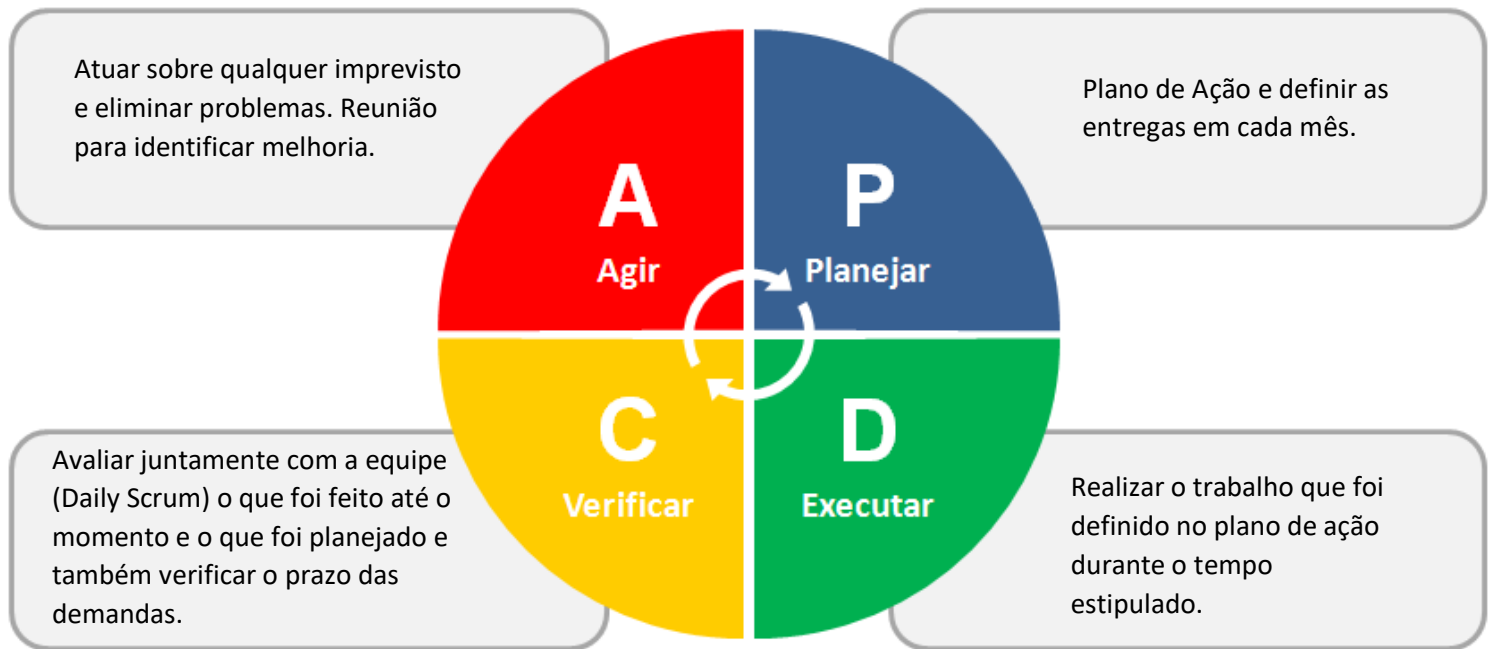 Atuar sobre qualquer imprevisto
e eliminar problemas. Reunião
para identificar melhoria.
A
Agir
P
Planejar
Plano de Ação e definir as
entregas em cada mês.
Avaliar juntamente com a equipe
(Daily Scrum) o que foi feito até o
momento e o que foi planejado e
também verificar o prazo das
demandas.
C
Verificar
D
Executar
Realizar o trabalho que foi
definido no plano de ação
durante o tempo
estipulado.